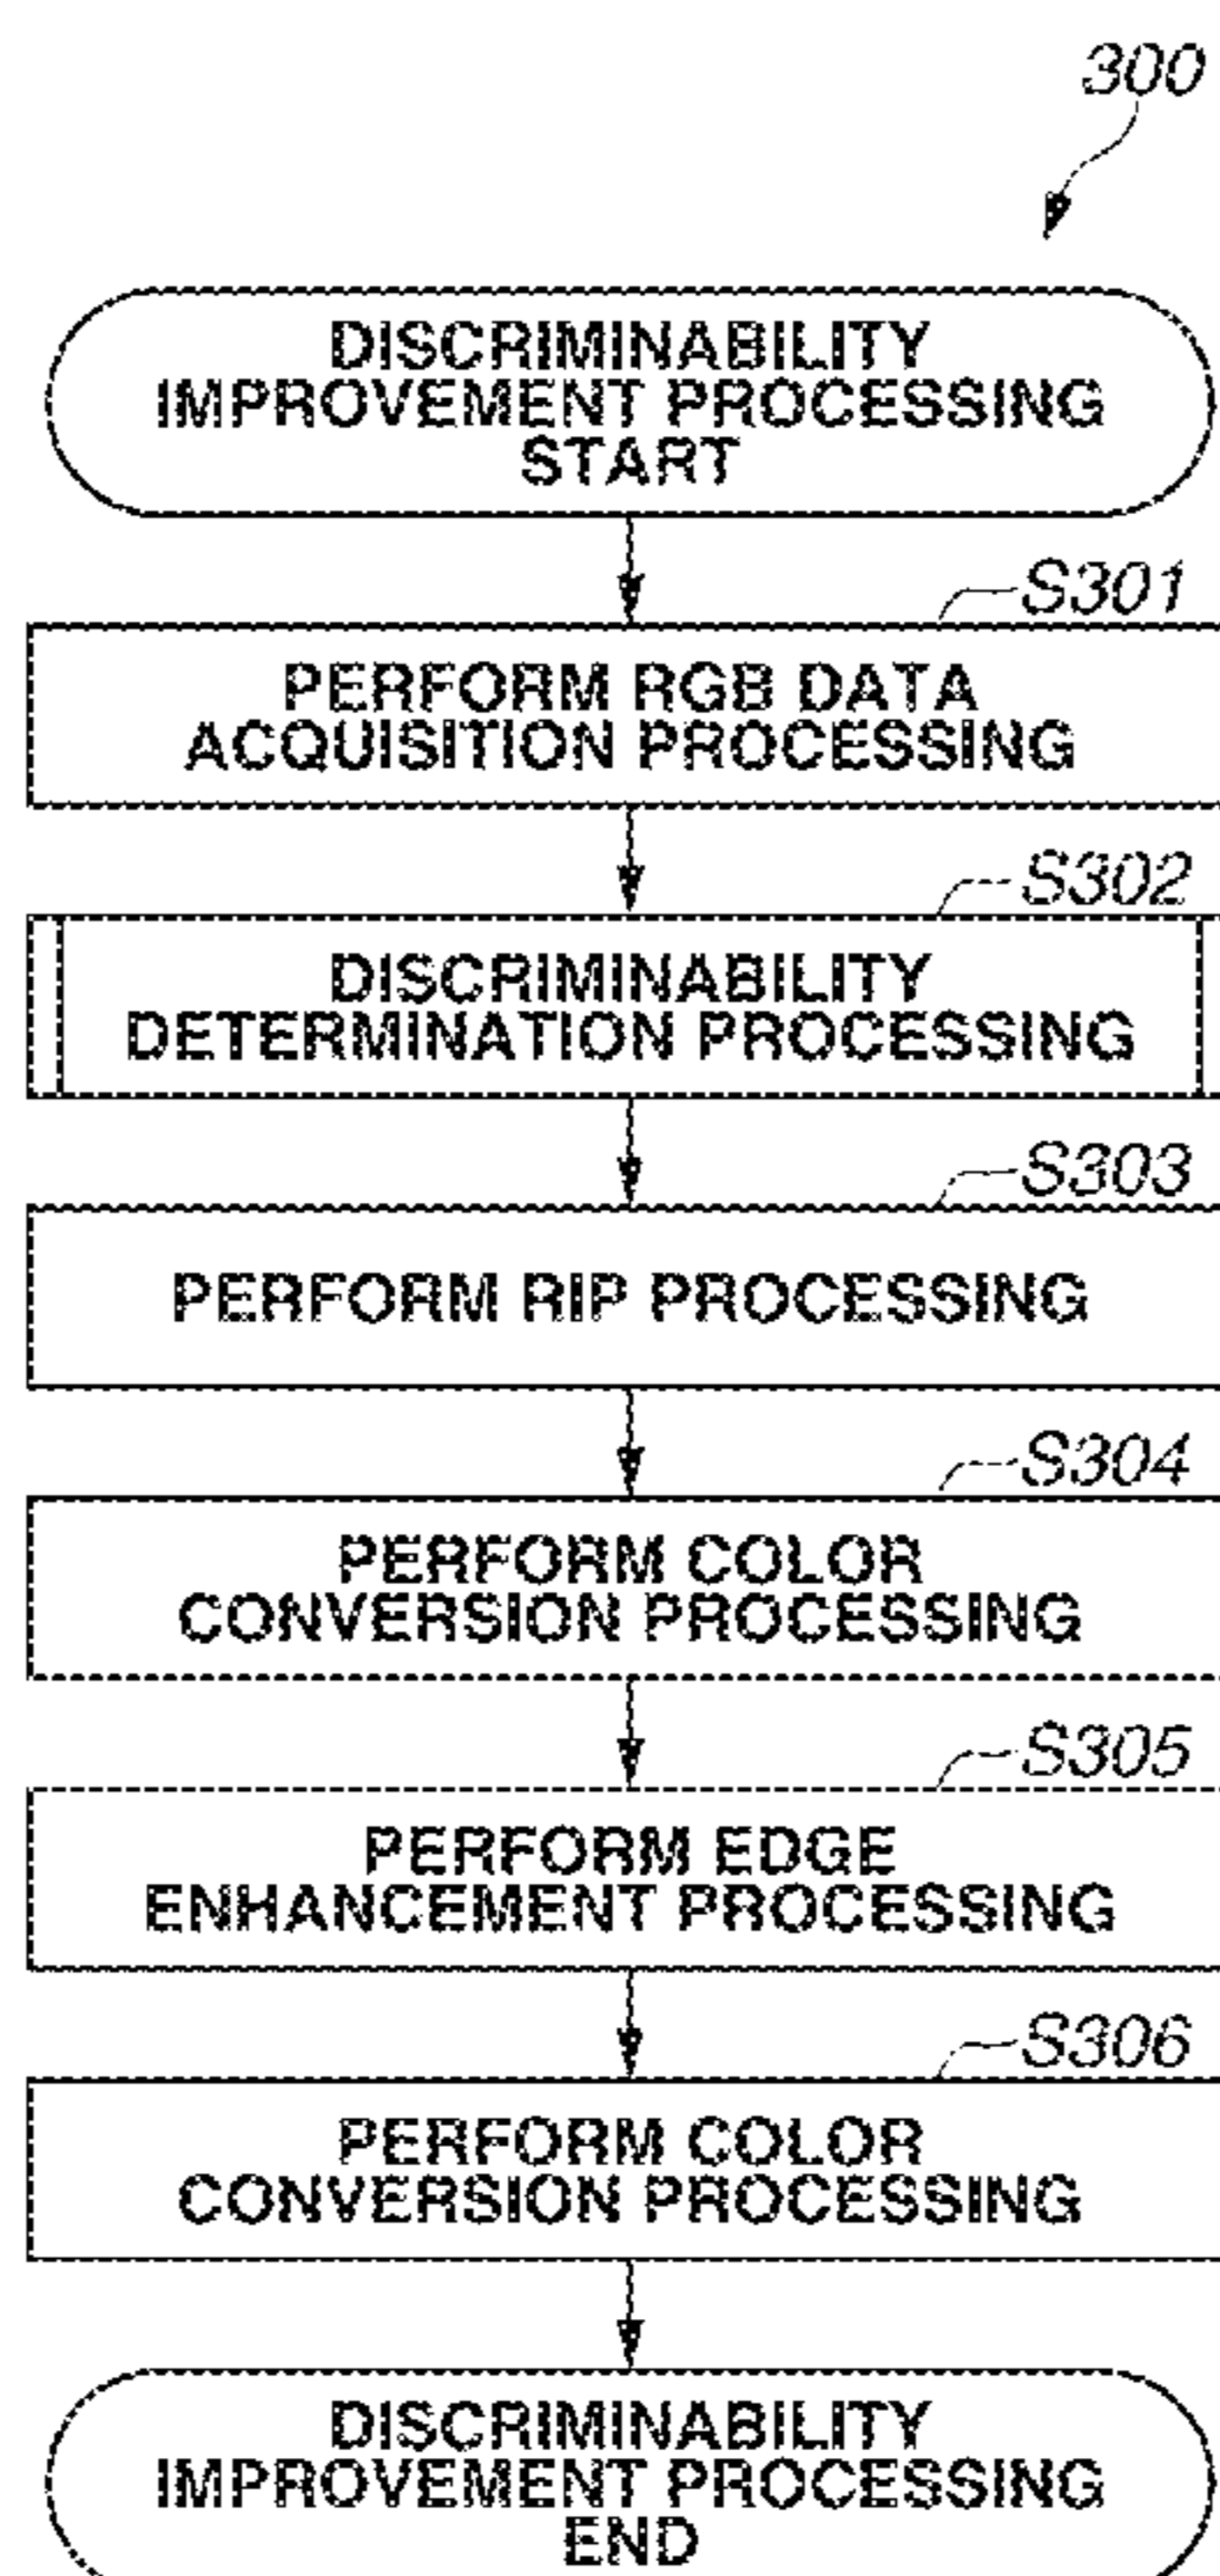 300
DISCRIMINABILITY
IMPROVEMENT PROCESSING
START
S301
PERFORM RGB DATA
ACQUISITION PROCESSING
S302
DISCRIMINABILITY
DETERMINATION PROCESSING
S303
PERFORM RIP PROCESSING
S304
PERFORM COLOR
CONVERSION PROCESSING
S305
PERFORM EDGE
ENHANCEMENT PROCESSING
S306
PERFORM COLOR
CONVERSION PROCESSING
DISCRIMINABILITY
IMPROVEMENT PROCESSING
END